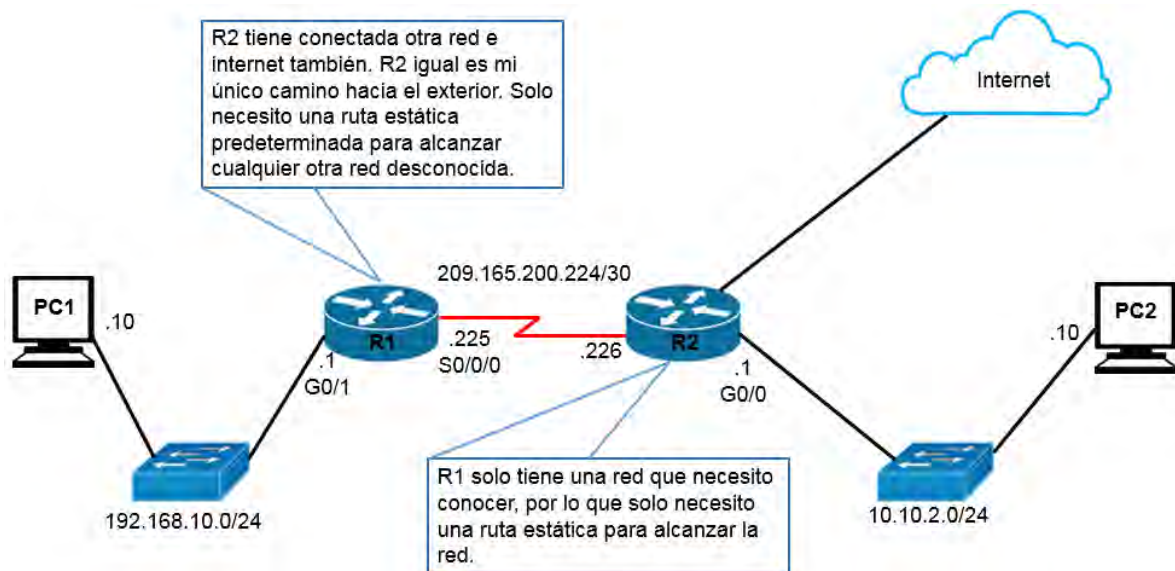 R2 tiene conectada otra red e
internet también. R2 igual es mi
único camino hacia el exterior. Solo
necesito una ruta estática
predeterminada para alcanzar
cualquier otra red desconocida.
Internet
209.165.200.224/30
PC1
.10
R1
.225
S0/0/0
.1
G0/1
.226
R2
.1
G0/0
PC2
.10
192.168.10.0/24
R1 solo tiene una red que necesito
conocer, por lo que solo necesito
una ruta estática para alcanzar la
red.
10.10.2.0/24